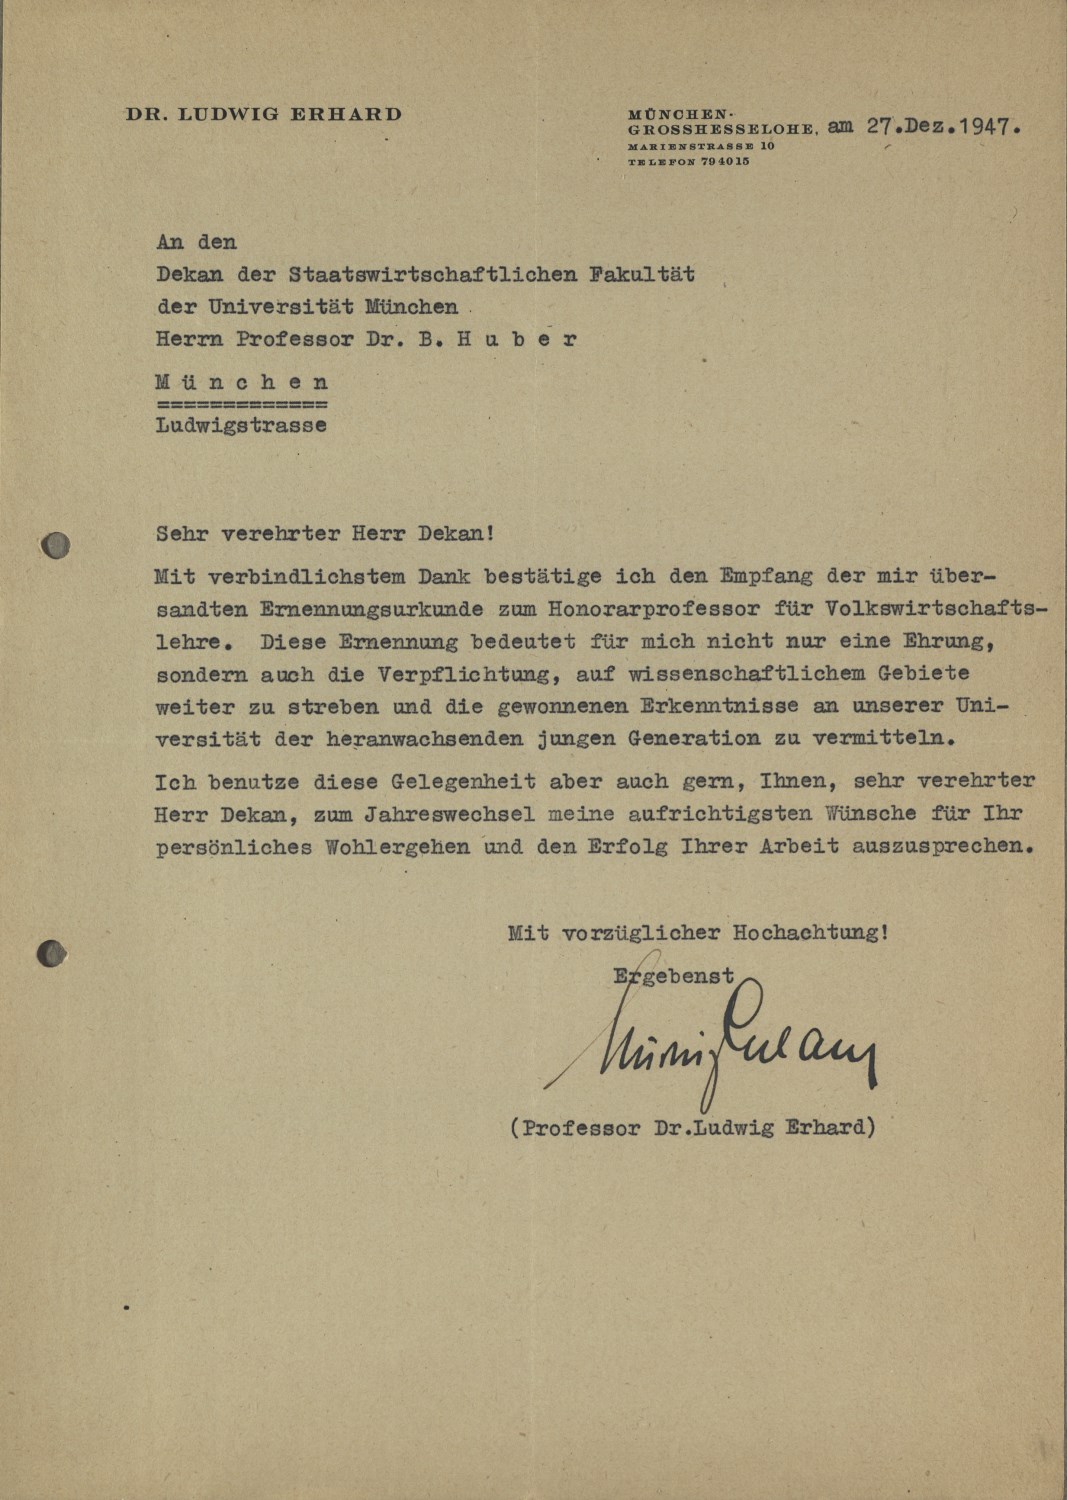 DR. LUDWIG ERHARD
MÜNCHEN-
GROSSHESSELOHE, am 27.Dez.1947.
MARIENSTRASSE 10
TELEFON 794015
An den
Dekan der Staatswirtschaftlichen Fakultät
der Universität München
Herrn Professor Dr. B. H u b e r
M ü n c h e n
=============
Ludwigstrasse
Sehr verehrter Herr Dekan!
Mit verbindlichstem Dank bestätige ich den Empfang der mir über-
sandten Ernennungsurkunde zum Honorarprofessor für Volkswirtschafts-
lehre. Diese Ernennung bedeutet für mich nicht nur eine Ehrung,
sondern auch die Verpflichtung, auf wissenschaftlichem Gebiete
weiter zu streben und die gewonnenen Erkenntnisse an unserer Uni-
versität der heranwachsenden jungen Generation zu vermitteln.
Ich benutze diese Gelegenheit aber auch gern, Ihnen, sehr verehrter
Herr Dekan, zum Jahreswechsel meine aufrichtigsten Wünsche für Ihr
persönliches Wohlergehen und den Erfolg Ihrer Arbeit auszusprechen.
Mit vorzüglicher Hochachtung!
Ergebenst
Ludwig Erhard
(Professor Dr.Ludwig Erhard)